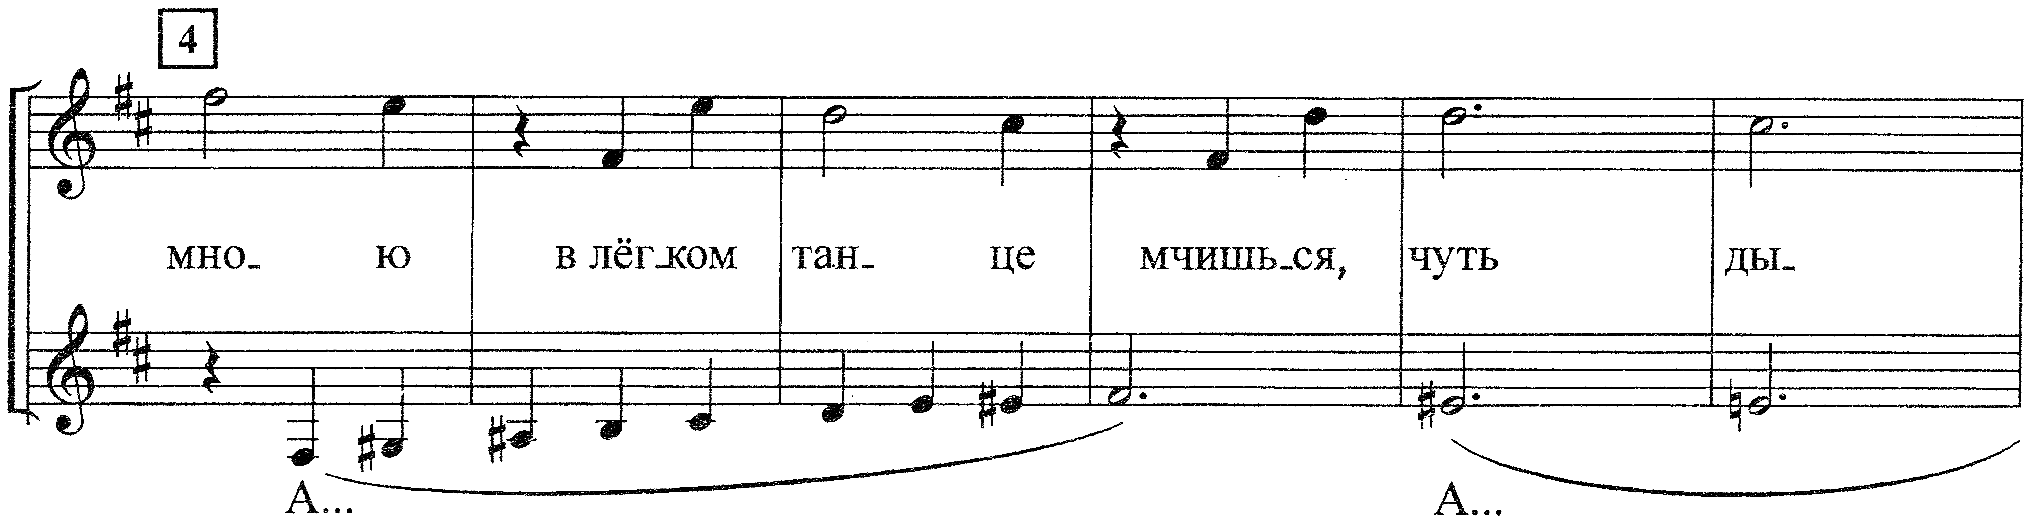 4
мно- ю в лёг-ком тан- це мчишь-ся, чуть ды-
А... А...